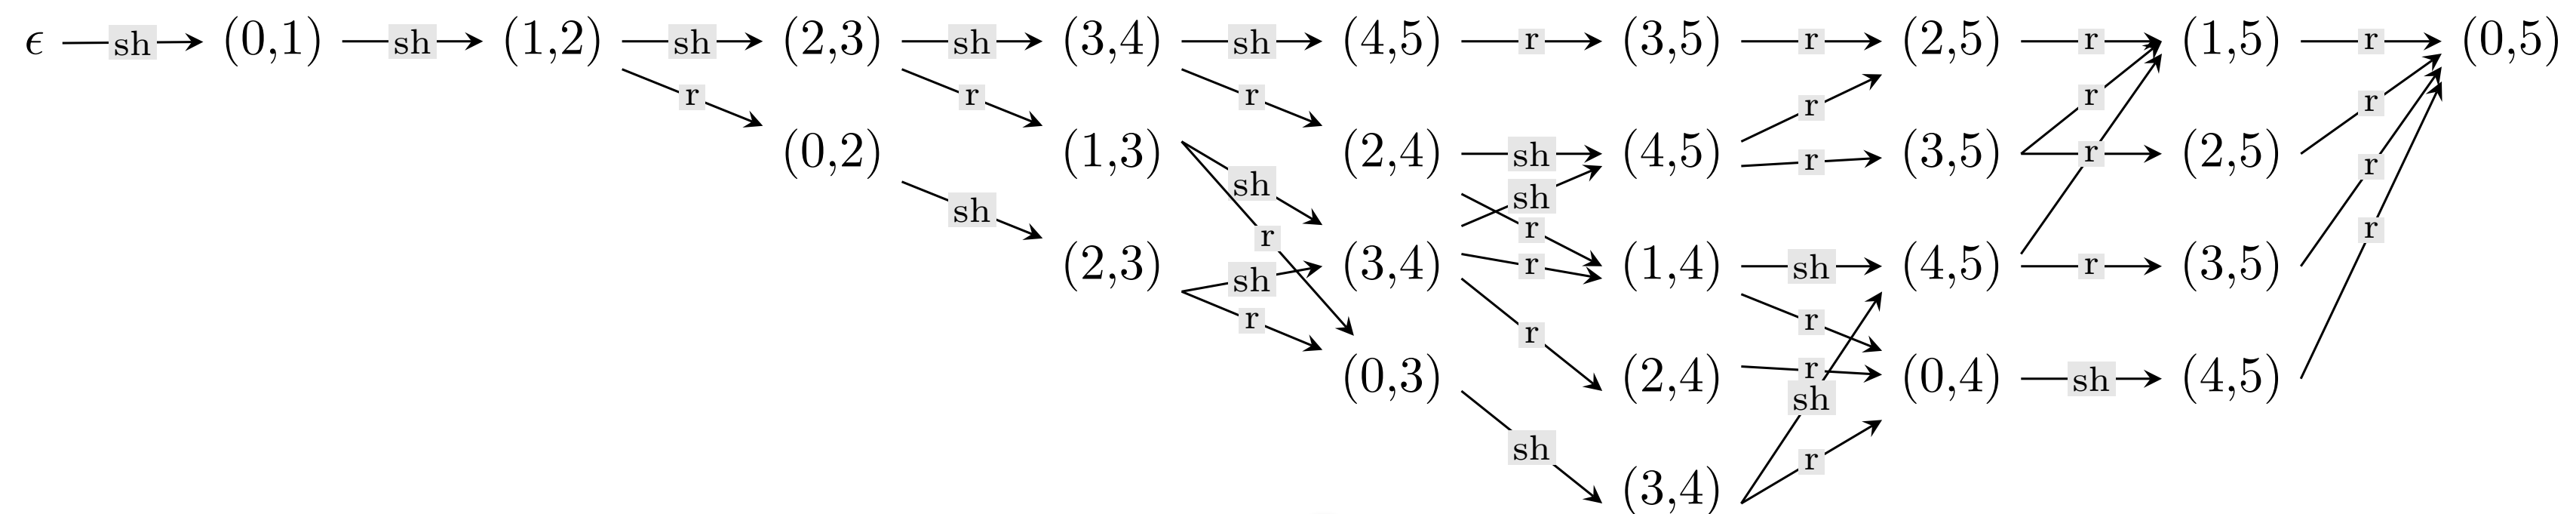 ϵ sh (0,1) sh (1,2) sh (2,3) sh (3,4) sh (4,5) r (3,5) r (2,5) r (1,5) r (0,5)
r r r r r r
(0,2) (1,3) (2,4) sh (4,5) r (3,5) r (2,5)
sh sh sh r r
r r r
(2,3) sh (3,4) r (1,4) sh (4,5) r (3,5)
r r r
(0,3) (2,4) r (0,4) sh (4,5)
sh sh r
(3,4)